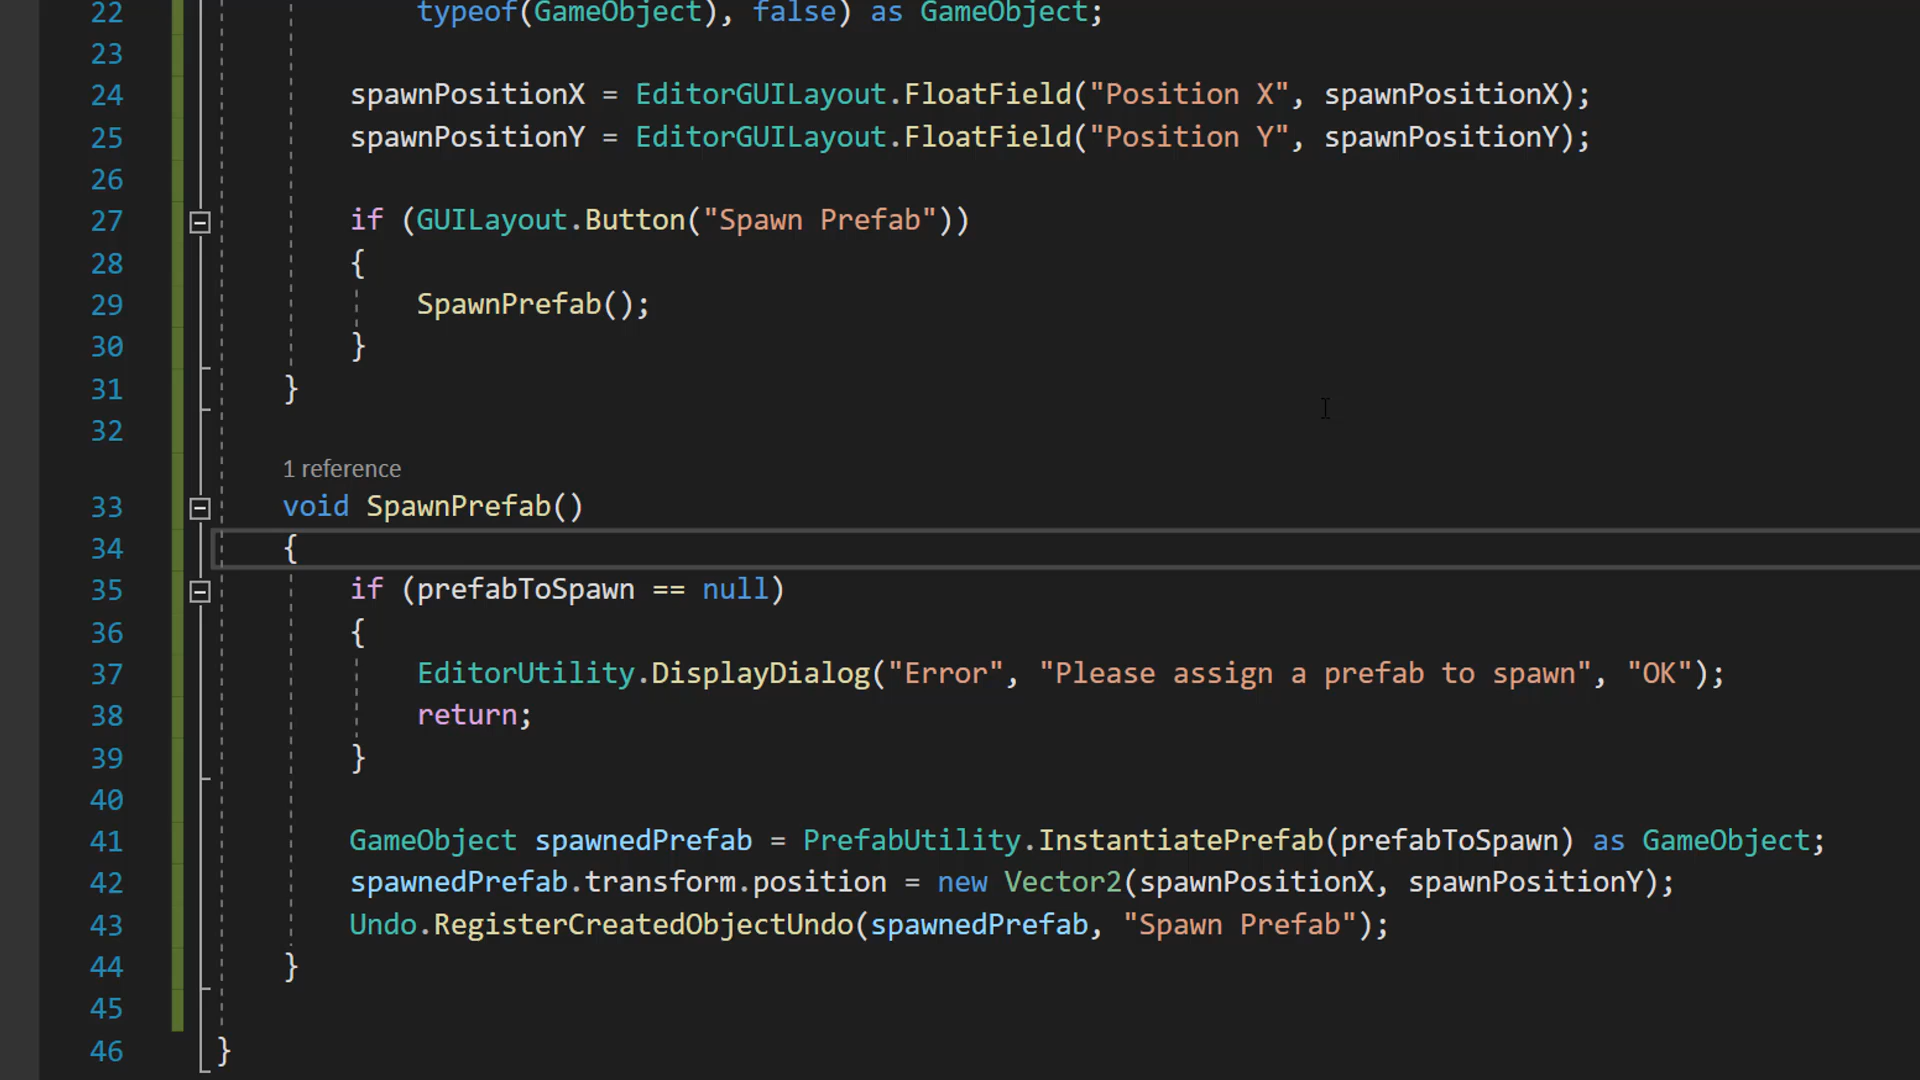 22 typeof(GameObject), false) as GameObject;
23
24 spawnPositionX = EditorGUILayout.FloatField("Position X", spawnPositionX);
25 spawnPositionY = EditorGUILayout.FloatField("Position Y", spawnPositionY);
26
27 if (GUILayout.Button("Spawn Prefab"))
28 {
29 SpawnPrefab();
30 }
31 }
32
1 reference
33 void SpawnPrefab()
34 {
35 if (prefabToSpawn == null)
36 {
37 EditorUtility.DisplayDialog("Error", "Please assign a prefab to spawn", "OK");
38 return;
39 }
40
41 GameObject spawnedPrefab = PrefabUtility.InstantiatePrefab(prefabToSpawn) as GameObject;
42 spawnedPrefab.transform.position = new Vector2(spawnPositionX, spawnPositionY);
43 Undo.RegisterCreatedObjectUndo(spawnedPrefab, "Spawn Prefab");
44 }
45
46 }